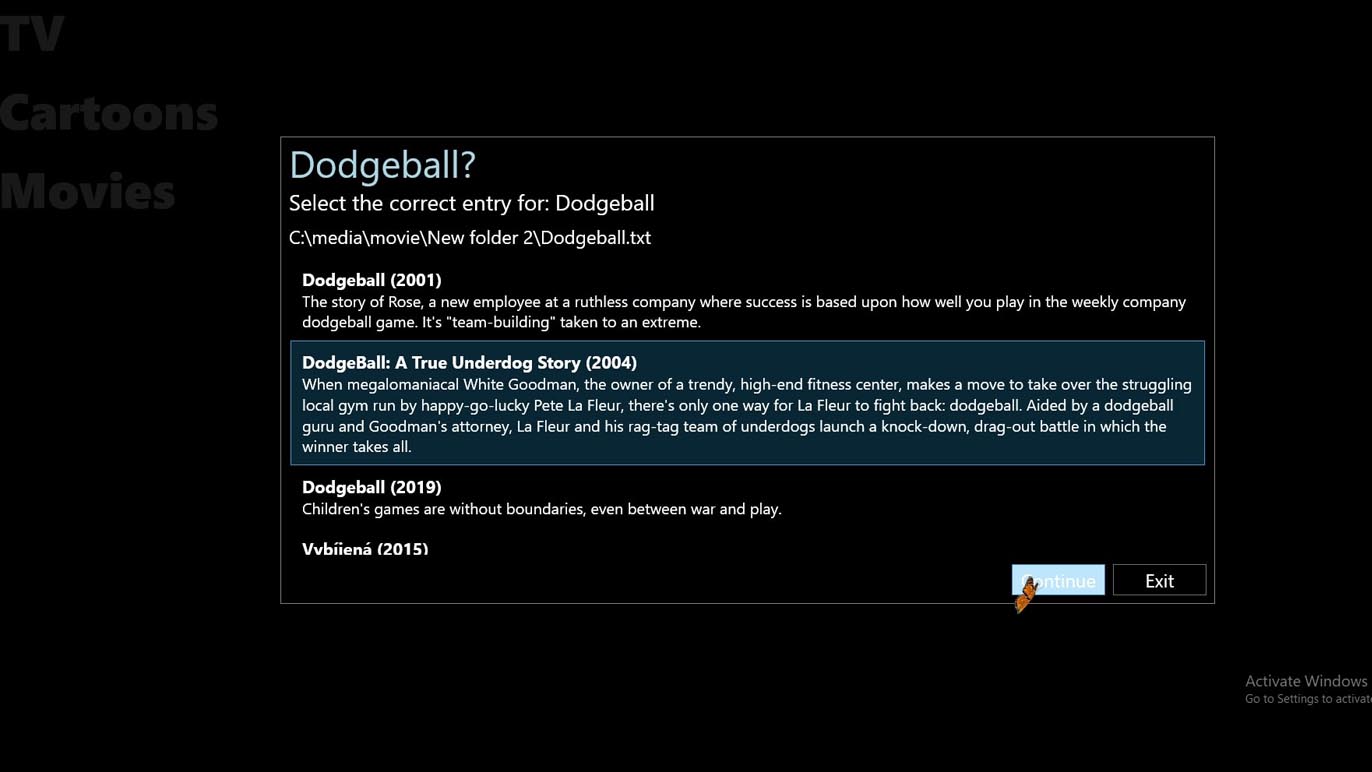 TV
Cartoons
Movies
Dodgeball?
Select the correct entry for: Dodgeball
C:\media\movie\New folder 2\Dodgeball.txt
Dodgeball (2001)
The story of Rose, a new employee at a ruthless company where success is based upon how well you play in the weekly company
dodgeball game. It's "team-building" taken to an extreme.
DodgeBall: A True Underdog Story (2004)
When megalomaniacal White Goodman, the owner of a trendy, high-end fitness center, makes a move to take over the struggling
local gym run by happy-go-lucky Pete La Fleur, there's only one way for La Fleur to fight back: dodgeball. Aided by a dodgeball
guru and Goodman's attorney, La Fleur and his rag-tag team of underdogs launch a knock-down, drag-out battle in which the
winner takes all.
Dodgeball (2019)
Children's games are without boundaries, even between war and play.
Vybíjená (2015)
Continue
Exit
Activate Windows
Go to Settings to activate